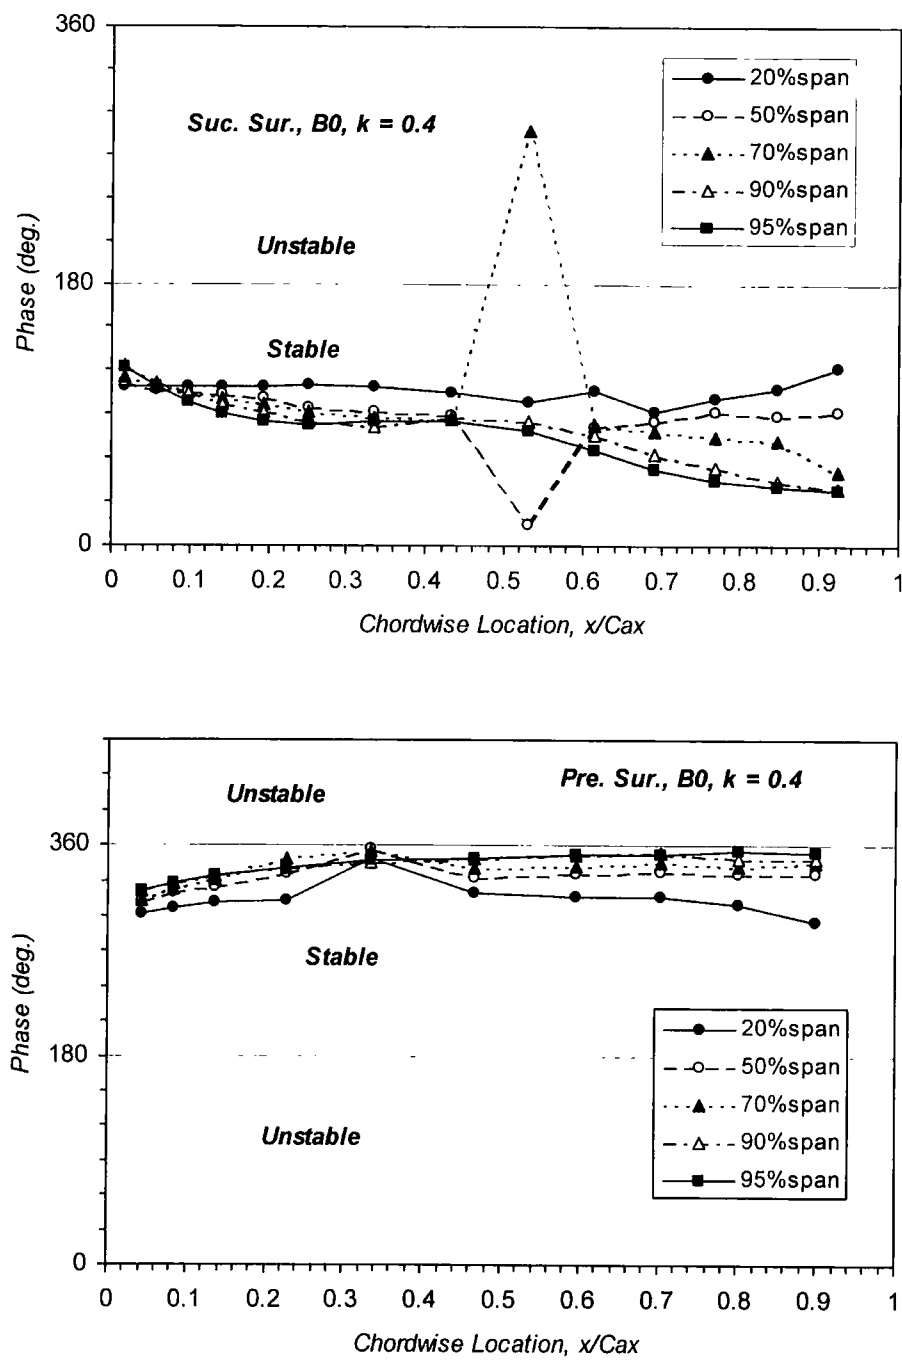 360
20%span
Suc. Sur., B0, k = 0.4
50%span
70%span
90%span
95%span
Unstable
Phase (deg.)
180
Stable
0
0 0.1 0.2 0.3 0.4 0.5 0.6 0.7 0.8 0.9 1
Chordwise Location, x/Cax
Pre. Sur., B0, k = 0.4
Unstable
360
Stable
Phase (deg.)
20%span
180
50%span
70%span
Unstable
90%span
95%span
0
0 0.1 0.2 0.3 0.4 0.5 0.6 0.7 0.8 0.9 1
Chordwise Location, x/Cax